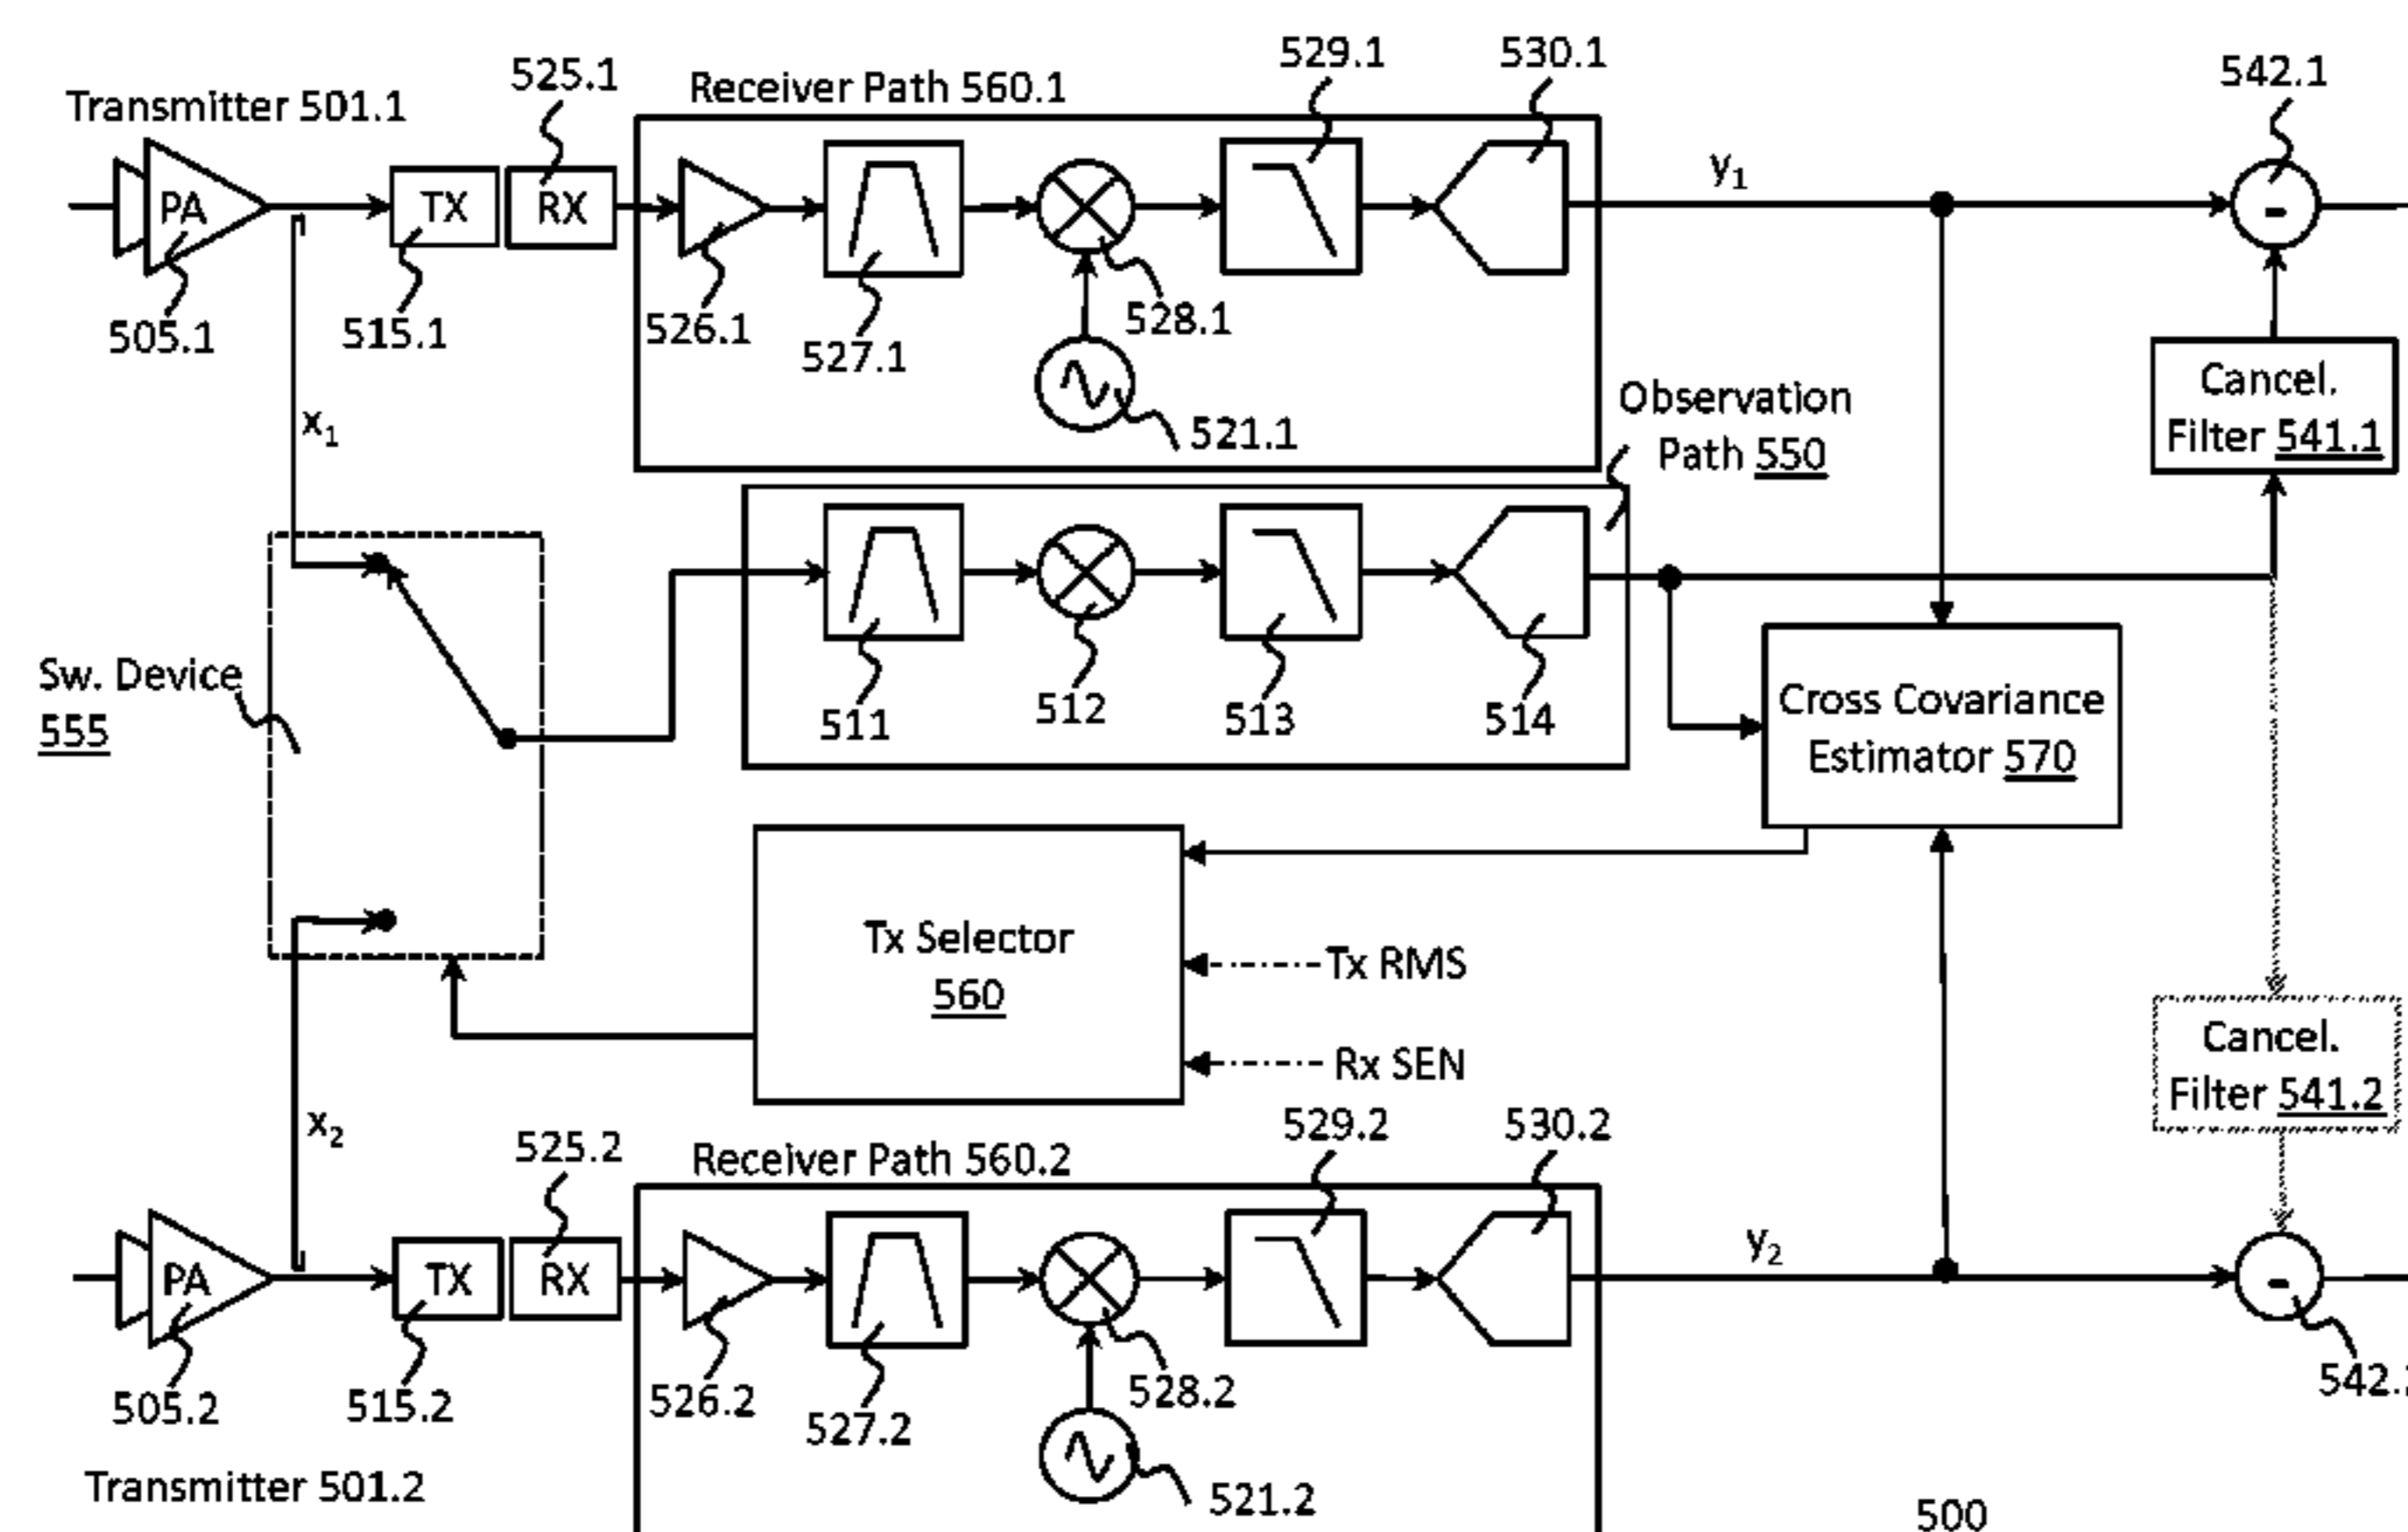 529.1
530.1
525.1
542.1
Receiver Path 560.1
Transmitter 501.1
y1
PA
TX
RX
-
528.1
526.1
505.1
515.1
527.1
Cancel.
Filter 541.1
Observation
Path 550
x1
521.1
Sw. Device
555
511
512
513
514
Cross Covariance
Estimator 570
Tx Selector
560
Tx RMS
Rx SEN
Cancel.
Filter 541.2
x2
529.2
530.2
525.2
Receiver Path 560.2
y2
PA
TX
RX
-
528.2
526.2
505.2
515.2
527.2
Transmitter 501.2
521.2
500